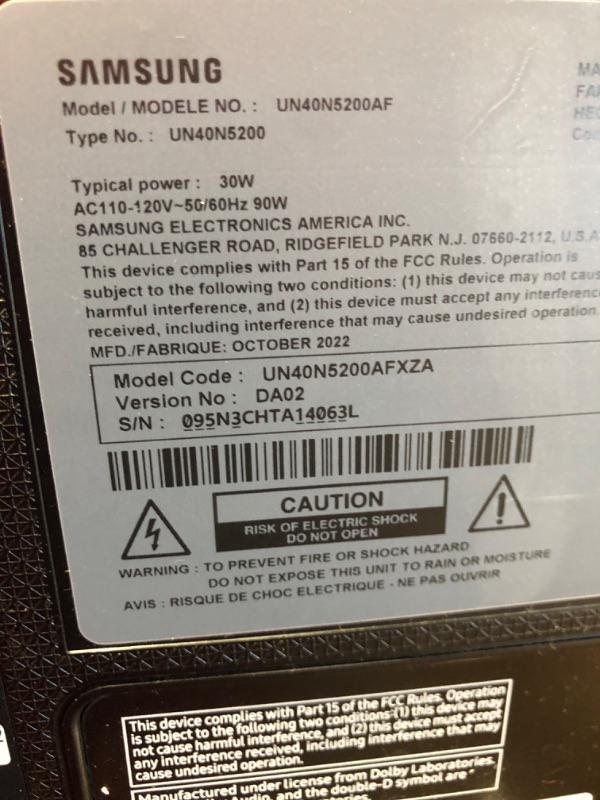 SAMSUNG
Model / MODELE NO. : UN40N5200AF
Type No. : UN40N5200
Typical power : 30W
AC110-120V~50/60Hz 90W
SAMSUNG ELECTRONICS AMERICA INC.
85 CHALLENGER ROAD, RIDGEFIELD PARK N.J. 07660-2112, U.S.A
This device complies with Part 15 of the FCC Rules. Operation is
subject to the following two conditions: (1) this device may not caus
harmful interference, and (2) this device must accept any interferenc
received, including interference that may cause undesired operation.
MFD./FABRIQUE: OCTOBER 2022
Model Code : UN40N5200AFXZA
Version No : DA02
S/N : 095N3CHTA14063L
CAUTION
RISK OF ELECTRIC SHOCK
DO NOT OPEN
WARNING : TO PREVENT FIRE OR SHOCK HAZARD
DO NOT EXPOSE THIS UNIT TO RAIN OR MOISTURE
AVIS : RISQUE DE CHOC ELECTRIQUE - NE PAS OUVRIR
This device complies with Part 15 of the FCC Rules. Operation
is subject to the following two conditions:(1) this device may
not cause harmful interference, and (2) this device must accept
any interference received, including interference that may
cause undesired operation.
Manufactured under license from Dolby Laboratories.
Audio, and the double-D symbol are